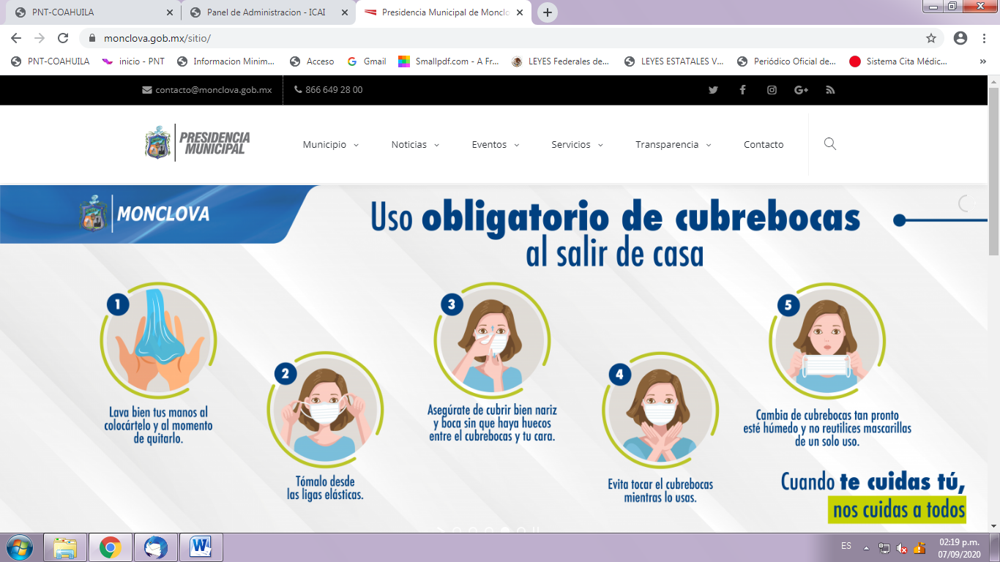 PNT-COAHUILA
Panel de Administracion - ICAI
Presidencia Municipal de Monclo
monclova.gob.mx/sitio/
PNT-COAHUILA
inicio - PNT
Informacion Minim...
Acceso
Gmail
Smallpdf.com - A Fr...
LEYES Federales de...
LEYES ESTATALES V...
Periódico Oficial de...
Sistema Cita Médic...
»
contacto@monclova.gob.mx
866 649 28 00
PRESIDENCIA
MUNICIPAL
Municipio
Noticias
Eventos
Servicios
Transparencia
Contacto
MONCLOVA
Uso obligatorio de cubrebocas
al salir de casa
1
Lava bien tus manos al
colocártelo y al momento
de quitarlo.
2
Tómalo desde
las ligas elásticas.
3
Asegúrate de cubrir bien nariz
y boca sin que haya huecos
entre el cubrebocas y tu cara.
4
Evita tocar el cubrebocas
mientras lo usas.
5
Cambia de cubrebocas tan pronto
esté húmedo y no reutilices mascarillas
de un solo uso.
Cuando te cuidas tú,
nos cuidas a todos
ES
02:19 p.m.
07/09/2020